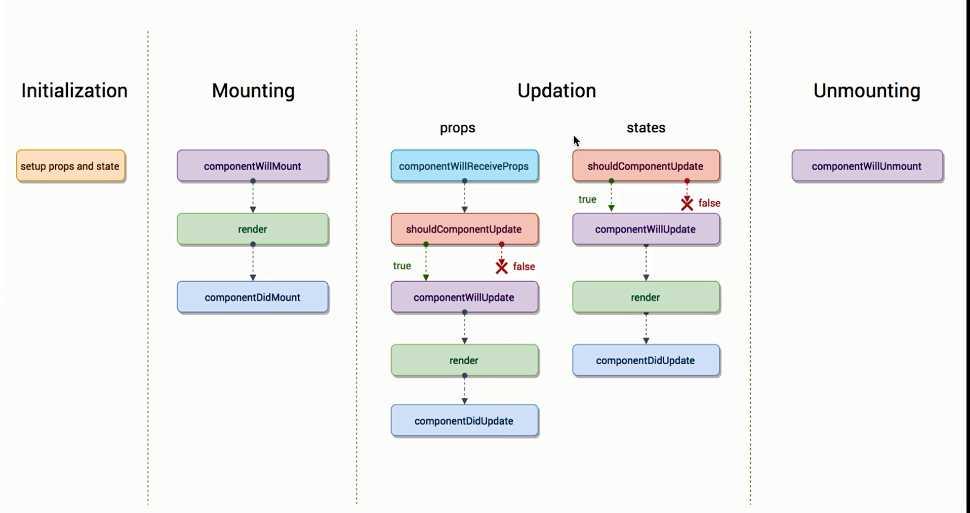 Initialization
Mounting
Updation
Unmounting
props
states
setup props and state
componentWillMount
render
componentDidMount
componentWillReceiveProps
shouldComponentUpdate
true
false
componentWillUpdate
render
componentDidUpdate
shouldComponentUpdate
true
false
componentWillUpdate
render
componentDidUpdate
componentWillUnmount